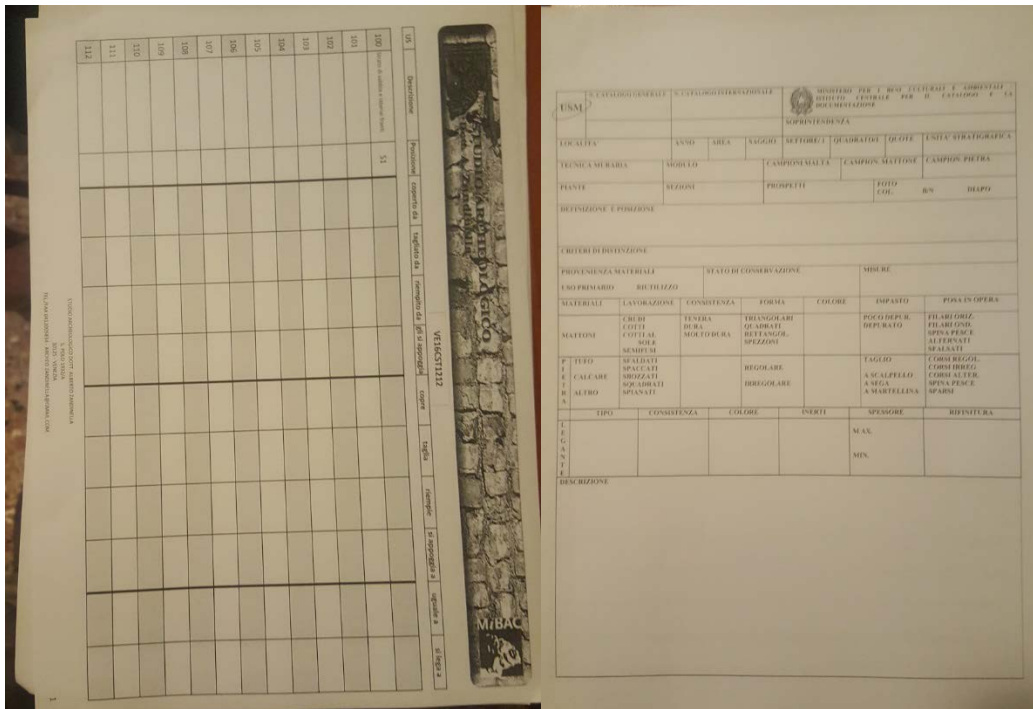 STUDIO ARCHEOLOGICO
MiBAC
VE16CST1212
US Descrizione Posizione coperto da tagliato da riempito da gli si appoggia copre taglia riempie si appoggia a uguale a si lega a
100 S1
101
102
103
104
105
106
107
108
109
110
111
112
1
USM
N. CATALOGO GENERALE
N. CATALOGO INTERNAZIONALE
MINISTERO PER I BENI CULTURALI E AMBIENTALI
ISTITUTO CENTRALE PER IL CATALOGO E LA
DOCUMENTAZIONE
SOPRINTENDENZA
LOCALITA' ANNO AREA SAGGIO SETTORE/I QUADRATO/I QUOTE UNITA' STRATIGRAFICA
TECNICA MURARIA MODULO CAMPIONI MALTA CAMPION. MATTONE CAMPION. PIETRA
PIANTE SEZIONI PROSPETTI FOTO
COL. B/N DIAPO
DEFINIZIONE E POSIZIONE
CRITERI DI DISTINZIONE
PROVENIENZA MATERIALI STATO DI CONSERVAZIONE MISURE
USO PRIMARIO RIUTILIZZO
MATERIALI LAVORAZIONE CONSISTENZA FORMA COLORE IMPASTO POSA IN OPERA
MATTONI
CRUDI
COTTI
COTTI AL
SOLE
SEMIFUSI
TENERA
DURA
MOLTO DURA
TRIANGOLARI
QUADRATI
RETTANGOL.
SPEZZONI
POCO DEPUR.
DEPURATO
FILARI ORIZ.
FILARI OND.
SPINA PESCE
ALTERNATI
SFALSATI
PIETRA
TUFO
CALCARE
ALTRO
SFALDATI
SPACCATI
SBOZZATI
SQUADRATI
SPIANATI
REGOLARE
IRREGOLARE
TAGLIO
A SCALPELLO
A SEGA
A MARTELLINA
CORSI REGOL.
CORSI IRREG
CORSI ALTER.
SPINA PESCE
SPARSI
LEGANTE
TIPO CONSISTENZA COLORE INERTI SPESSORE RIFINITURA
MAX.
MIN.
DESCRIZIONE